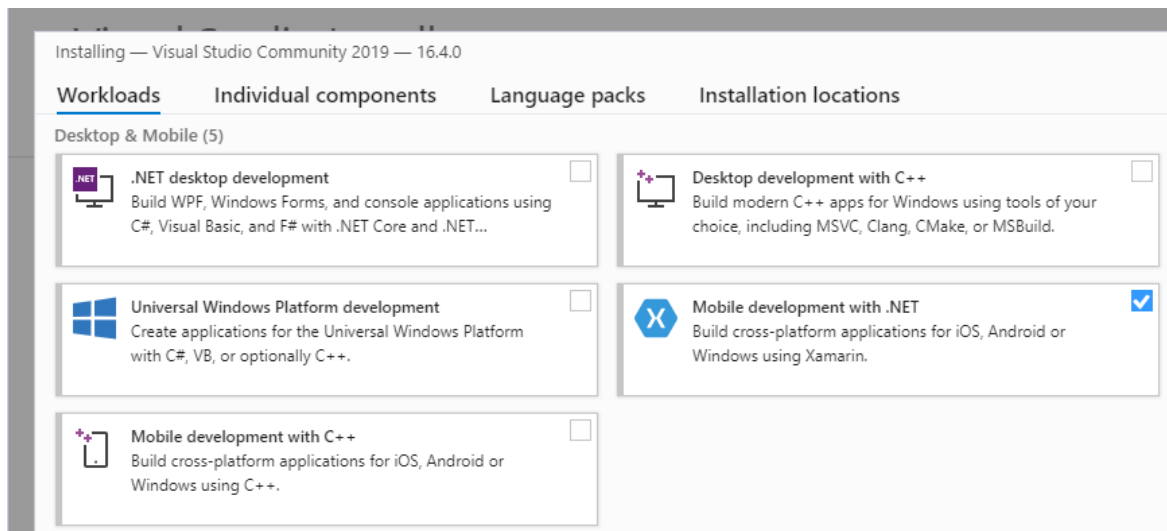 Installing — Visual Studio Community 2019 — 16.4.0
Workloads Individual components Language packs Installation locations
Desktop & Mobile (5)
.NET
.NET desktop development
Build WPF, Windows Forms, and console applications using
C#, Visual Basic, and F# with .NET Core and .NET...
Desktop development with C++
Build modern C++ apps for Windows using tools of your
choice, including MSVC, Clang, CMake, or MSBuild.
Universal Windows Platform development
Create applications for the Universal Windows Platform
with C#, VB, or optionally C++.
Mobile development with .NET
Build cross-platform applications for iOS, Android or
Windows using Xamarin.
Mobile development with C++
Build cross-platform applications for iOS, Android or
Windows using C++.